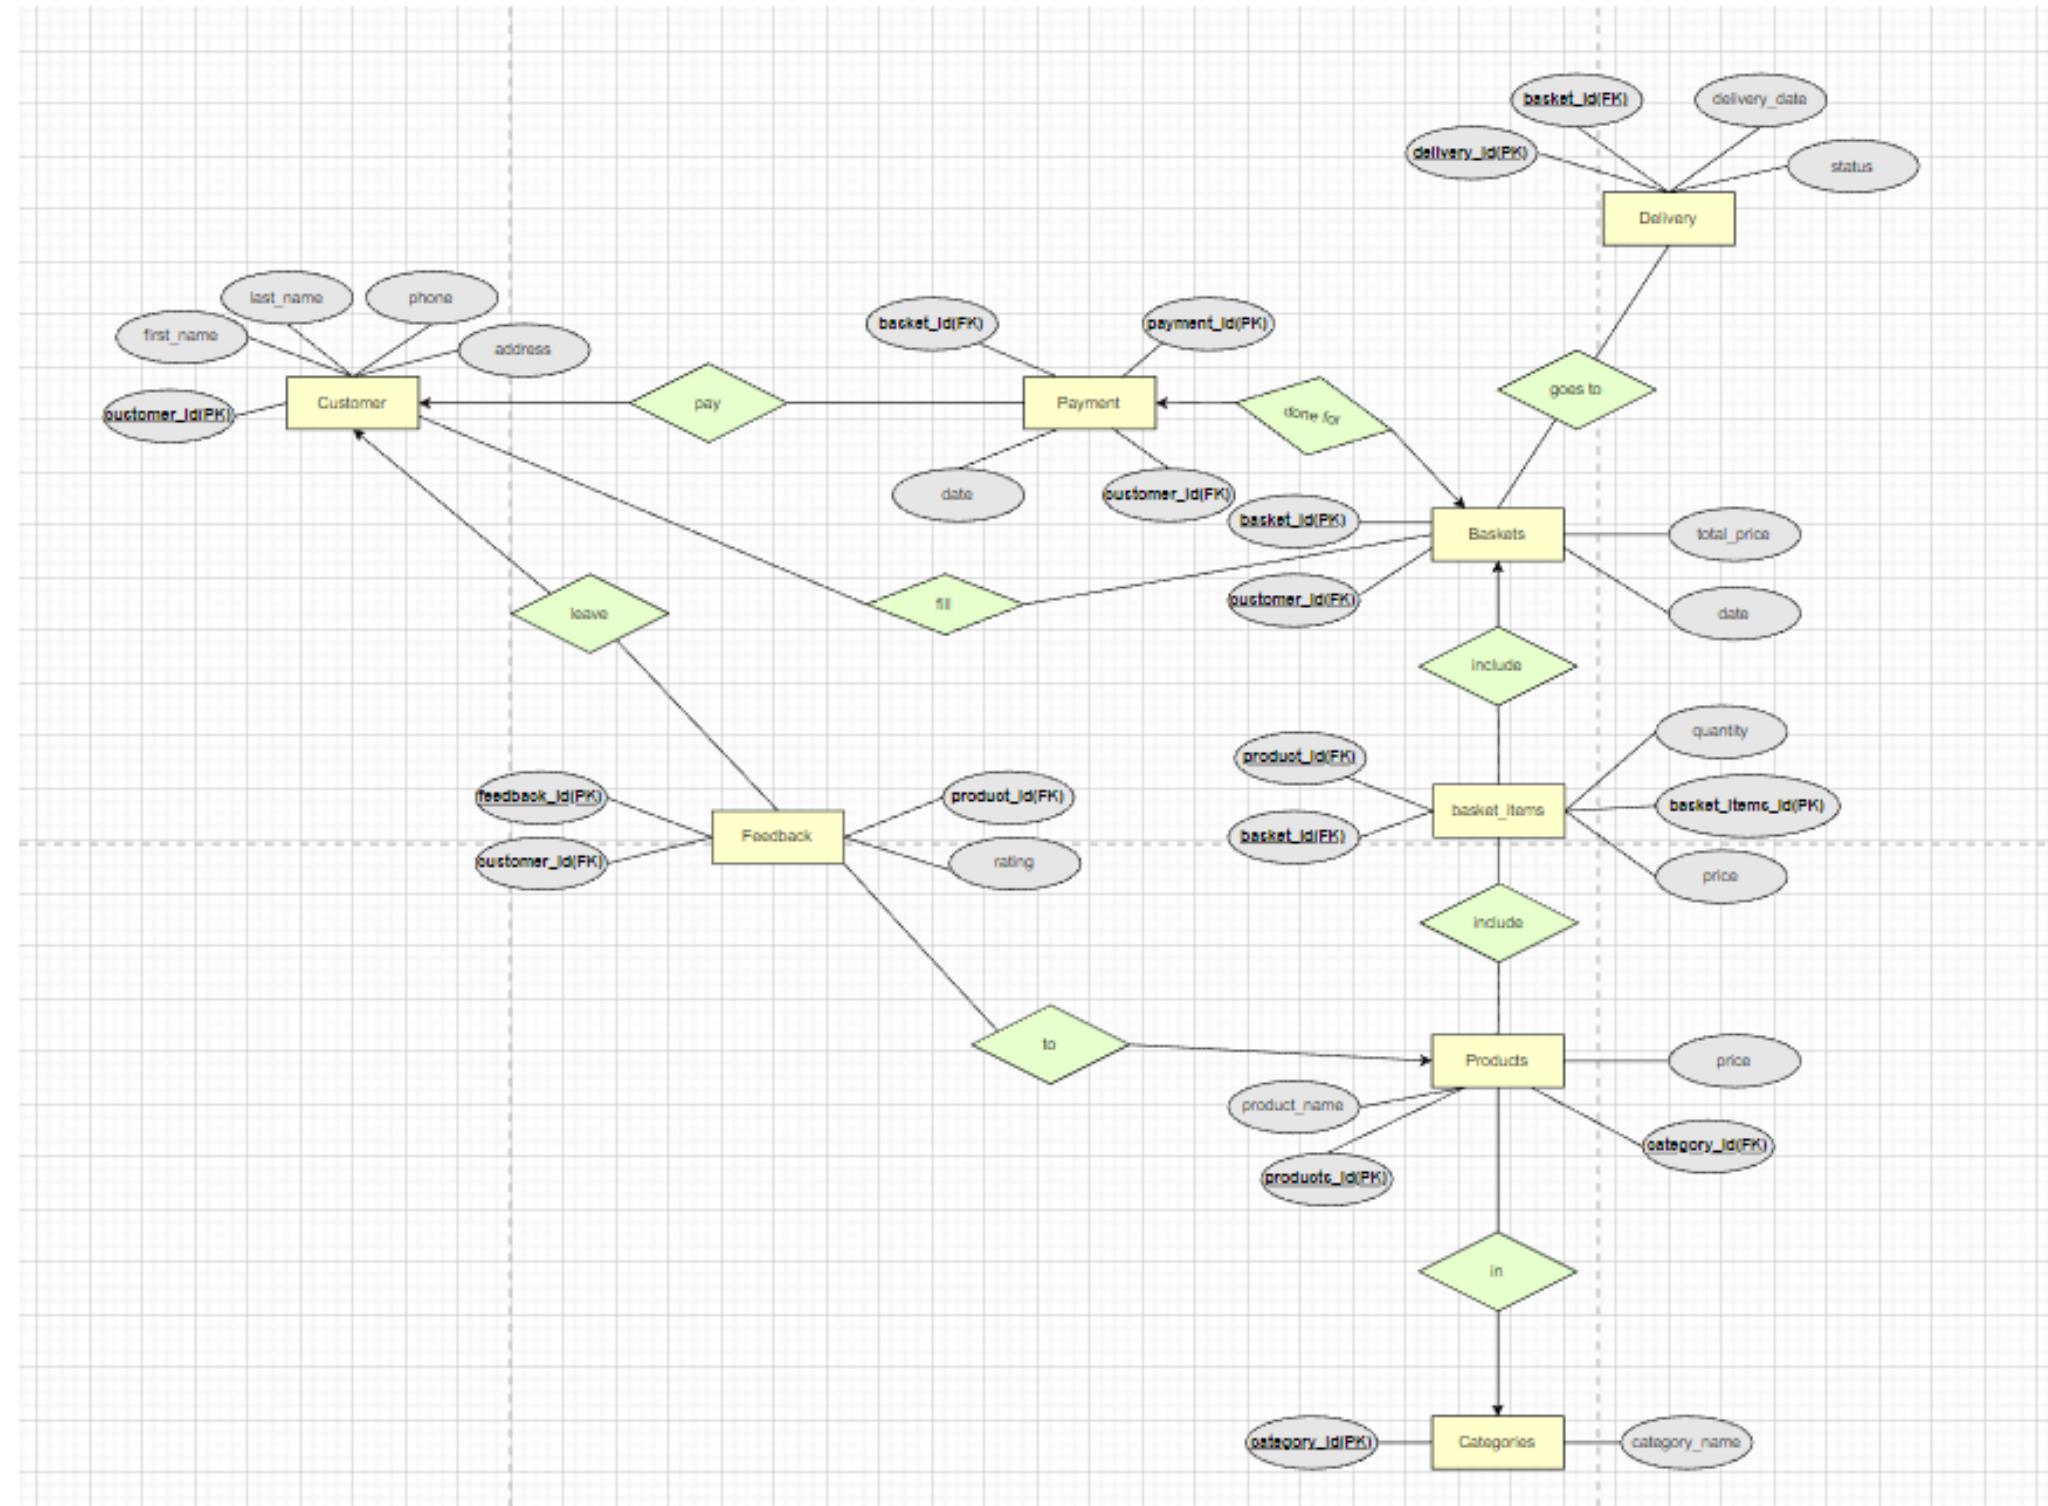 basket_id(FK)
delivery_date
delivery_id(PK)
status
Delivery
last_name
phone
first_name
address
customer_id(PK)
Customer
pay
basket_id(FK)
payment_id(PK)
Payment
date
customer_id(FK)
done for
goes to
basket_id(PK)
Baskets
total_price
customer_id(FK)
date
leave
fill
include
quantity
product_id(FK)
basket_items_id(PK)
basket_items
basket_id(FK)
price
feedback_id(PK)
product_id(FK)
Feedback
customer_id(FK)
rating
include
to
Products
price
product_name
category_id(FK)
products_id(PK)
in
category_id(PK)
Categories
category_name